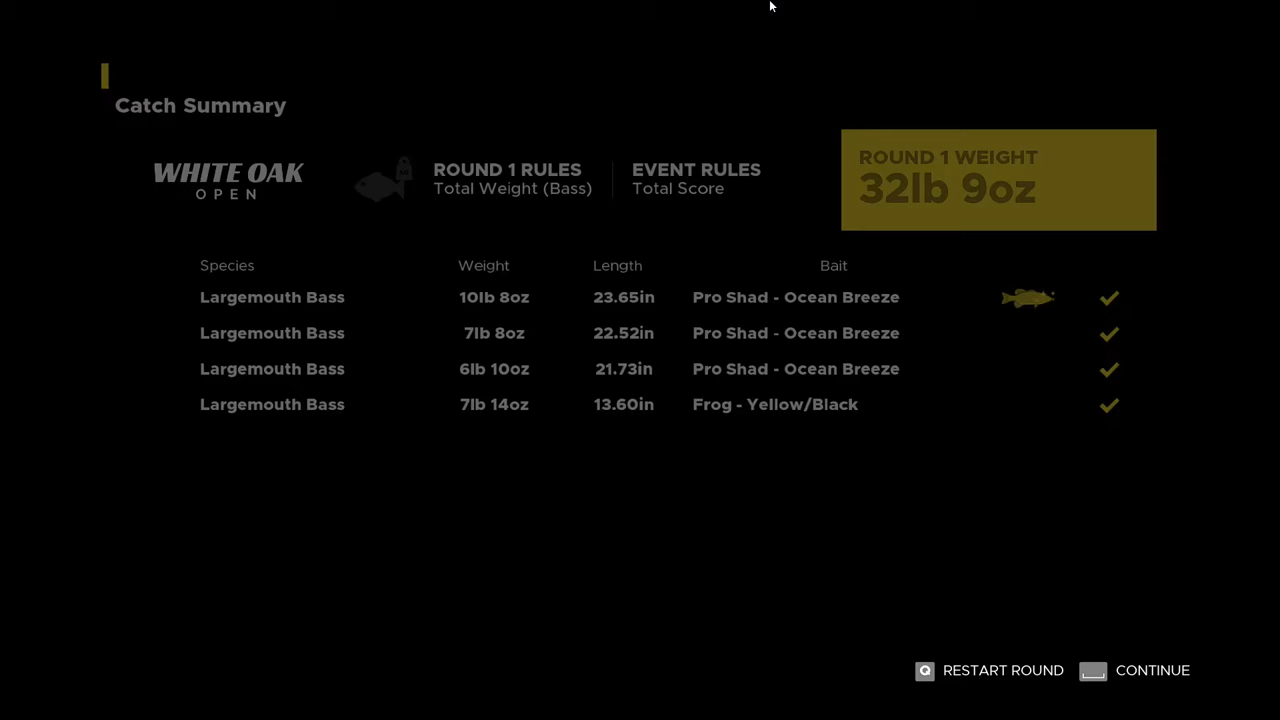 Catch Summary
WHITE OAK
OPEN
ROUND 1 RULES
Total Weight (Bass)
EVENT RULES
Total Score
ROUND 1 WEIGHT
32lb 9oz
Species Weight Length Bait
Largemouth Bass 10lb 8oz 23.65in Pro Shad - Ocean Breeze
Largemouth Bass 7lb 8oz 22.52in Pro Shad - Ocean Breeze
Largemouth Bass 6lb 10oz 21.73in Pro Shad - Ocean Breeze
Largemouth Bass 7lb 14oz 13.60in Frog - Yellow/Black
Q RESTART ROUND CONTINUE